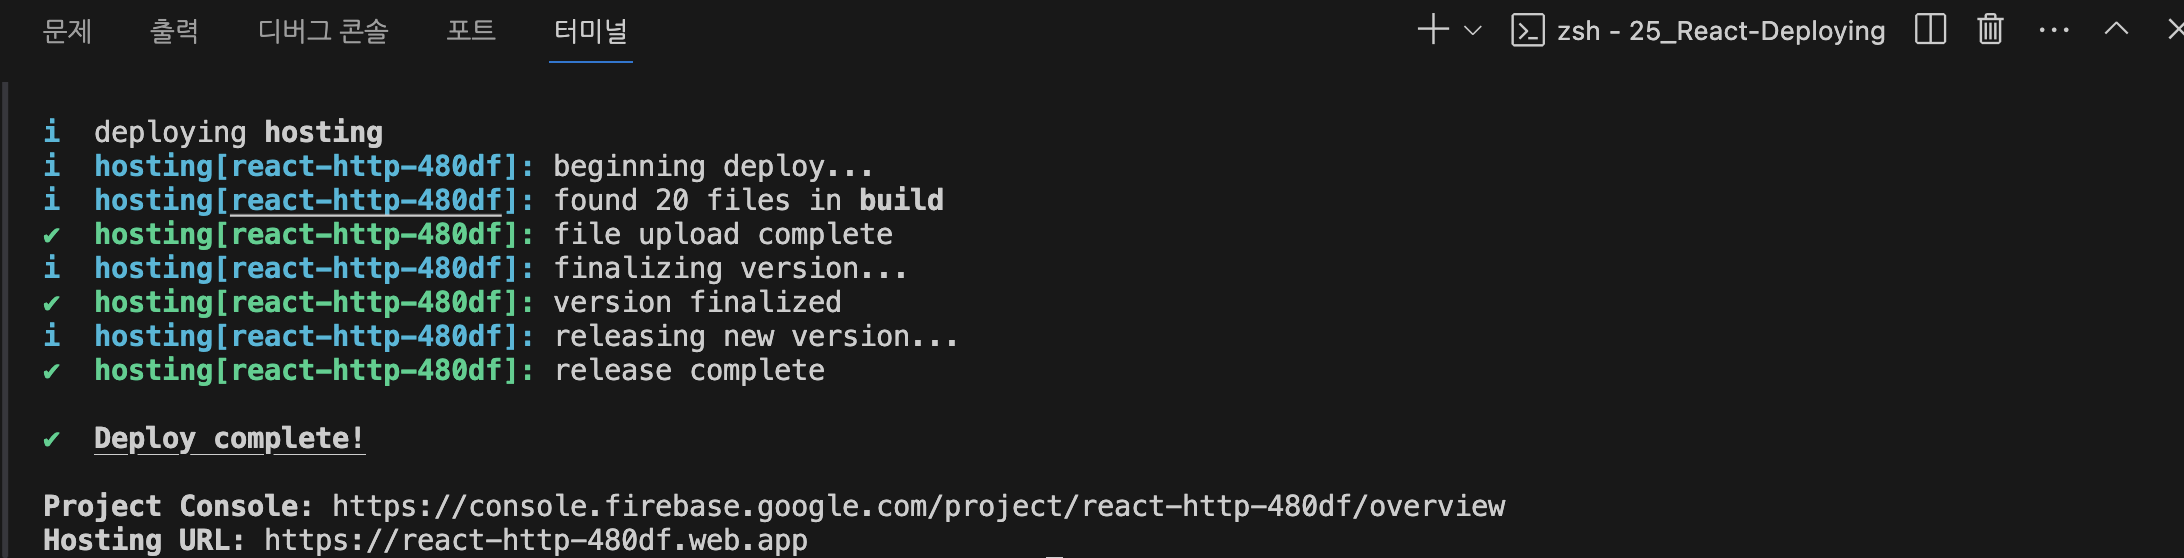 문제 출력 디버그 콘솔 포트 터미널 zsh - 25_React-Deploying
i deploying hosting
i hosting[react-http-480df]: beginning deploy...
i hosting[react-http-480df]: found 20 files in build
✔ hosting[react-http-480df]: file upload complete
i hosting[react-http-480df]: finalizing version...
✔ hosting[react-http-480df]: version finalized
i hosting[react-http-480df]: releasing new version...
✔ hosting[react-http-480df]: release complete
✔ Deploy complete!
Project Console: https://console.firebase.google.com/project/react-http-480df/overview
Hosting URL: https://react-http-480df.web.app